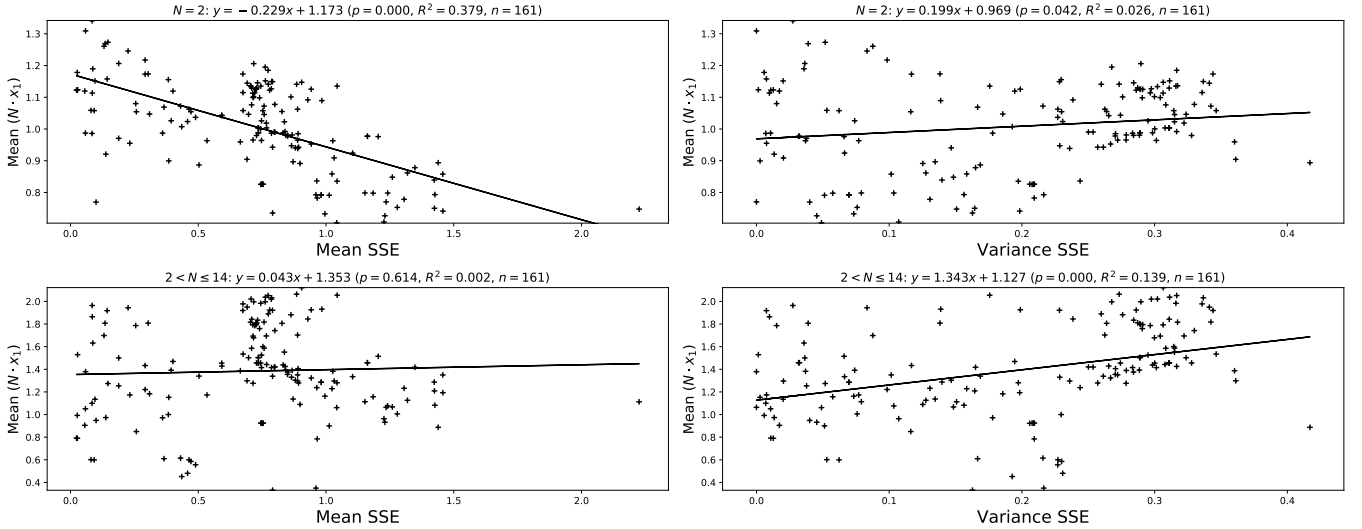 N = 2: y = −0.229x + 1.173 (p = 0.000, R² = 0.379, n = 161)
Mean (N · x₁)
1.3
1.2
1.1
1.0
0.9
0.8
0.0 0.5 1.0 1.5 2.0
Mean SSE
N = 2: y = 0.199x + 0.969 (p = 0.042, R² = 0.026, n = 161)
Mean (N · x₁)
1.3
1.2
1.1
1.0
0.9
0.8
0.0 0.1 0.2 0.3 0.4
Variance SSE
2 < N ≤ 14: y = 0.043x + 1.353 (p = 0.614, R² = 0.002, n = 161)
Mean (N · x₁)
2.0
1.8
1.6
1.4
1.2
1.0
0.8
0.6
0.4
0.0 0.5 1.0 1.5 2.0
Mean SSE
2 < N ≤ 14: y = 1.343x + 1.127 (p = 0.000, R² = 0.139, n = 161)
Mean (N · x₁)
2.0
1.8
1.6
1.4
1.2
1.0
0.8
0.6
0.4
0.0 0.1 0.2 0.3 0.4
Variance SSE